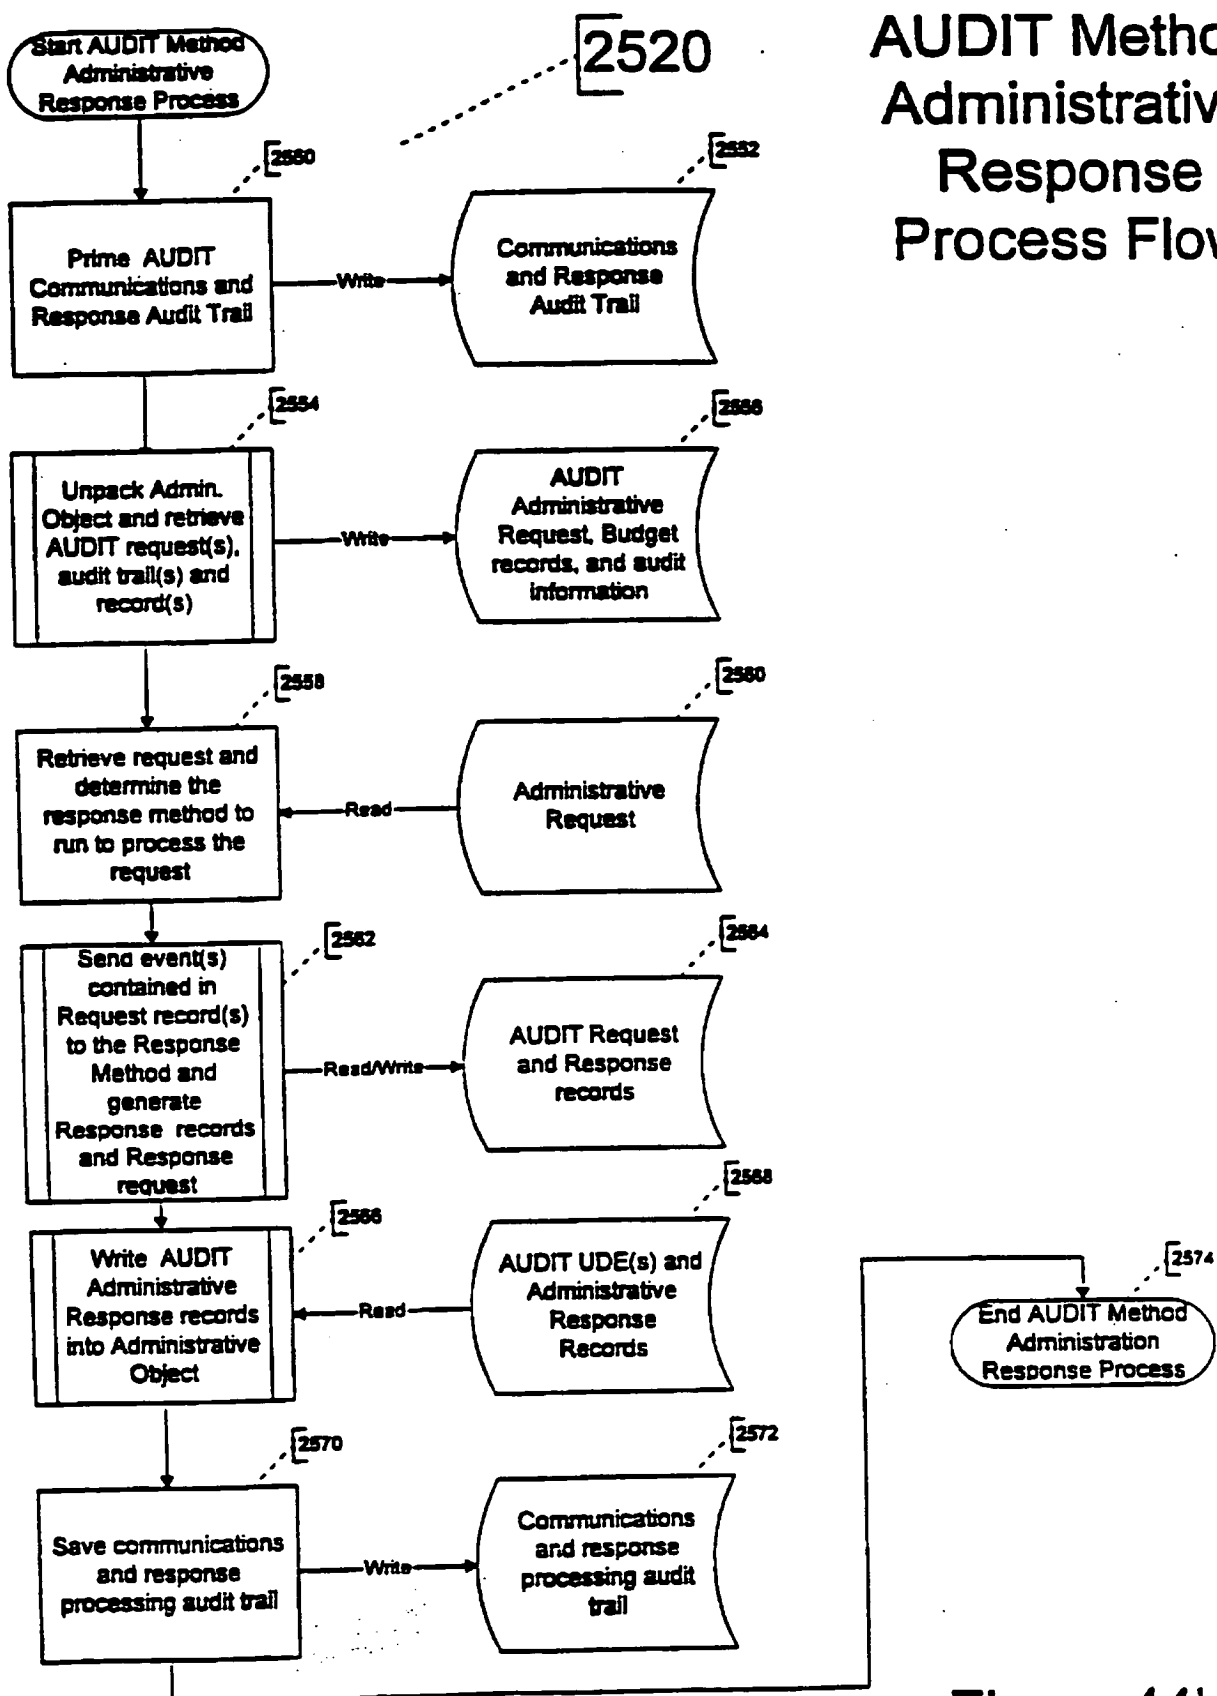 Start AUDIT Method
Administrative
Response Process
2520
AUDIT Metho
Administrativ
Response
Process Flow
2550
Prime AUDIT
Communications and
Response Audit Trail
Write
2552
Communications
and Response
Audit Trail
2554
Unpack Admin.
Object and retrieve
AUDIT request(s),
audit trail(s) and
record(s)
Write
2556
AUDIT
Administrative
Request, Budget
records, and audit
information
2558
Retrieve request and
determine the
response method to
run to process the
request
Read
2560
Administrative
Request
2562
Send event(s)
contained in
Request record(s)
to the Response
Method and
generate
Response records
and Response
request
Read/Write
2564
AUDIT Request
and Response
records
2566
Write AUDIT
Administrative
Response records
into Administrative
Object
Read
2568
AUDIT UDE(s) and
Administrative
Response
Records
2570
Save communications
and response
processing audit trail
Write
2572
Communications
and response
processing audit
trail
2574
End AUDIT Method
Administration
Response Process